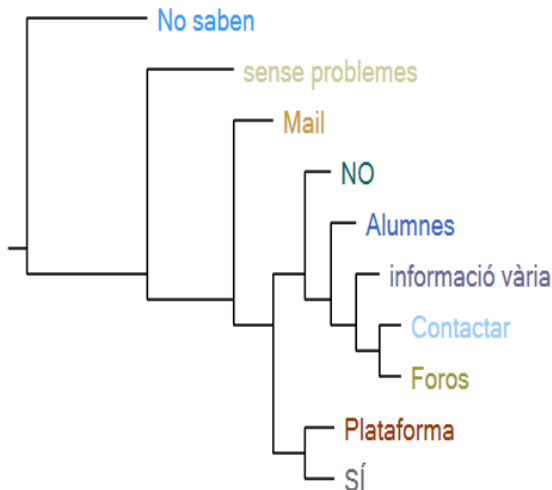 No saben
sense problemes
Mail
NO
Alumnes
informació vària
Contactar
Foros
Plataforma
SÍ